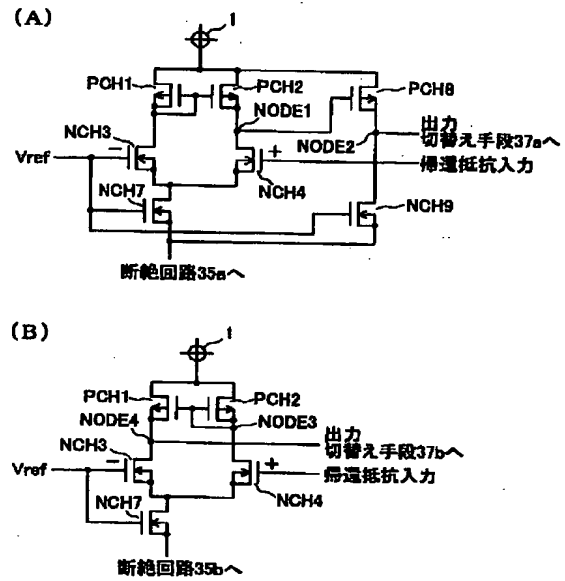 (A)
1
PCH1
PCH2
PCH8
NODE1
NCH3
NODE2
出力
切替え手段37aへ
Vref
-
+
帰還抵抗入力
NCH7
NCH4
NCH9
断絶回路35aへ
(B)
1
PCH1
PCH2
NODE4
NODE3
出力
切替え手段37bへ
NCH3
Vref
-
+
帰還抵抗入力
NCH7
NCH4
断絶回路35bへ